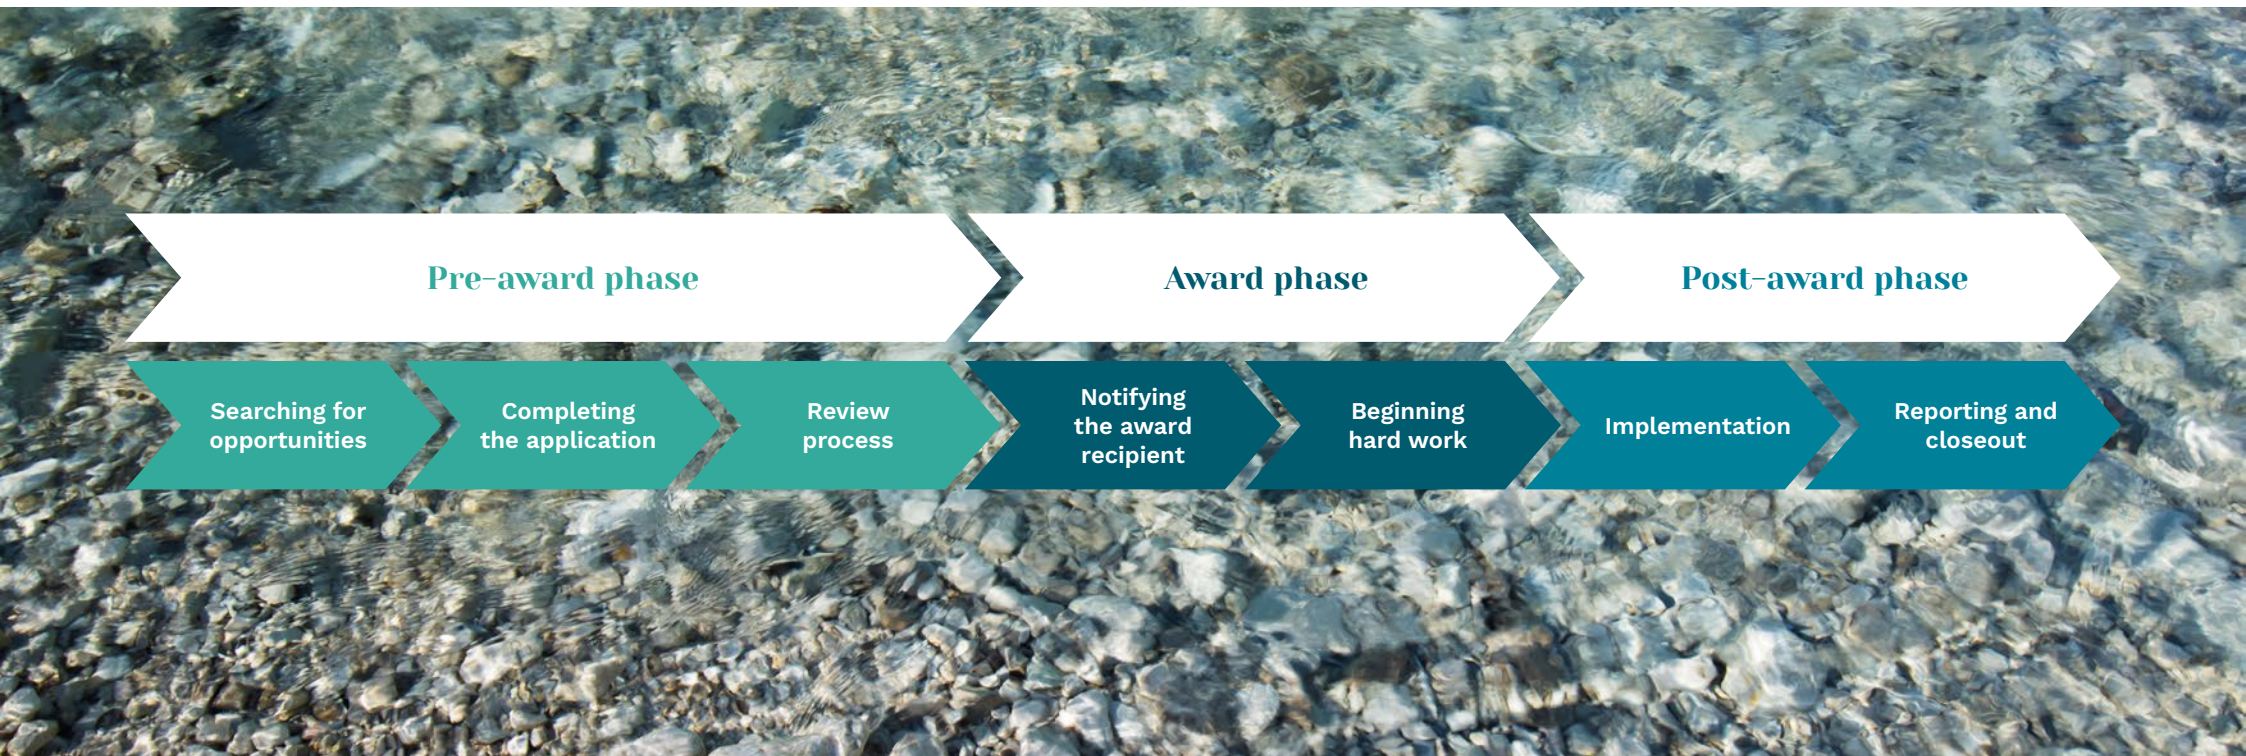 Pre-award phase
Award phase
Post-award phase
Searching for
opportunities
Completing
the application
Review
process
Notifying
the award
recipient
Beginning
hard work
Implementation
Reporting and
closeout